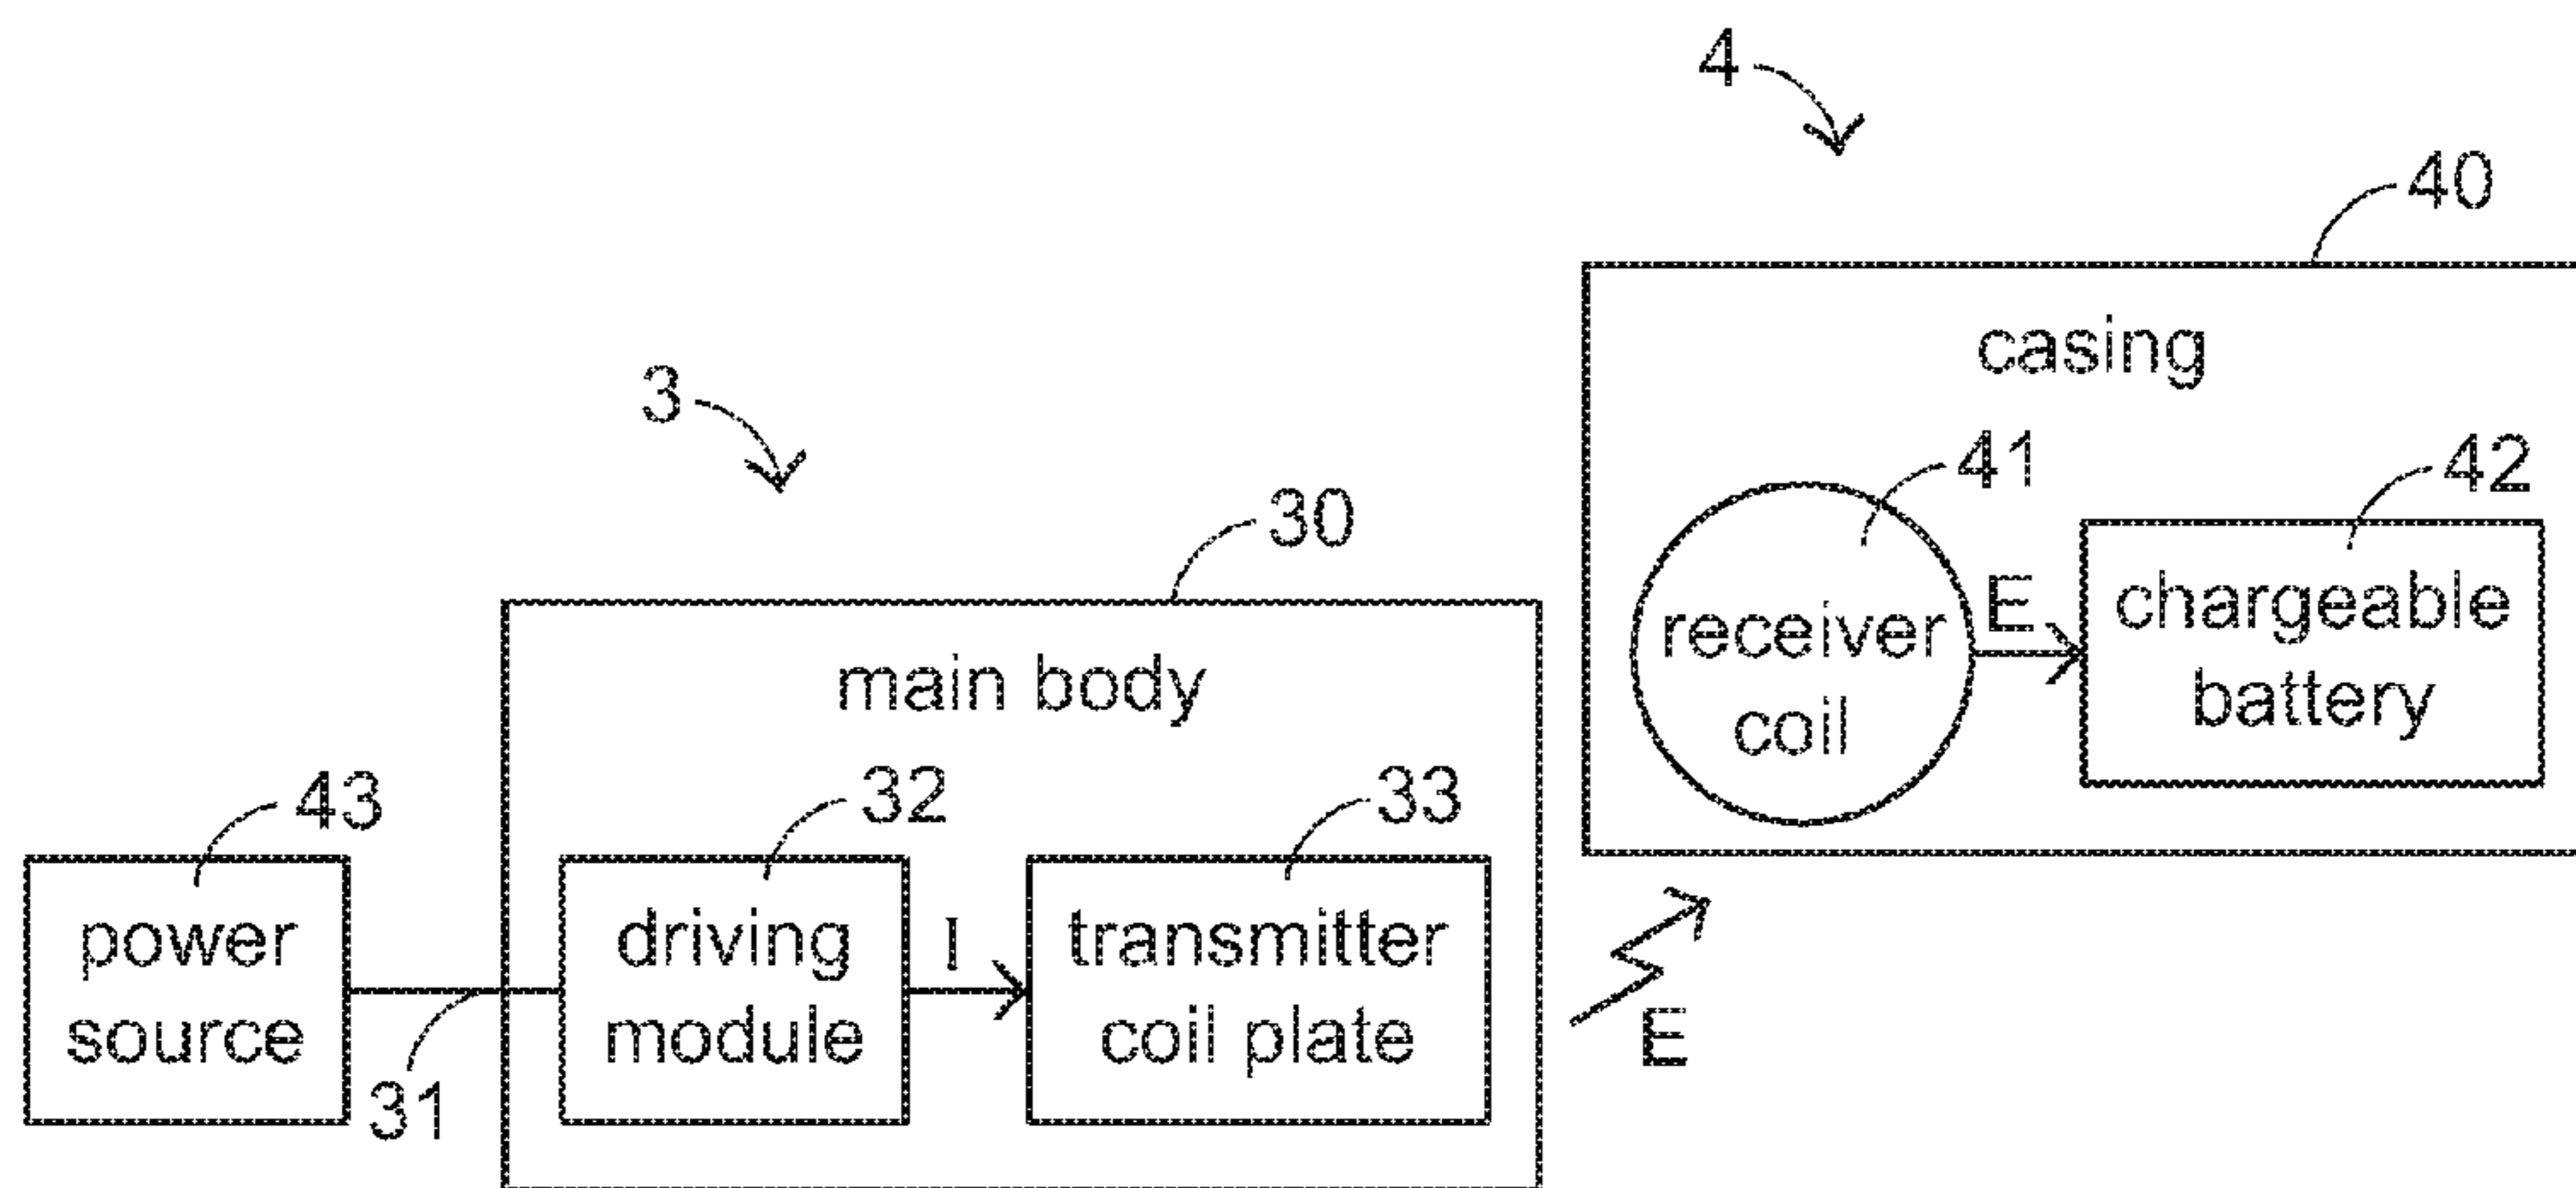 4
40
casing
3
41
42
30
E
receiver
coil
chargeable
battery
main body
43
32
33
power
source
driving
module
I
transmitter
coil plate
E
31